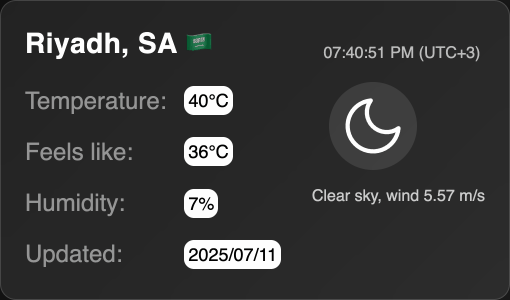 Riyadh, SA 🇸🇦
07:40:51 PM (UTC+3)
Temperature: 40°C
Feels like: 36°C
Humidity: 7%
Clear sky, wind 5.57 m/s
Updated: 2025/07/11